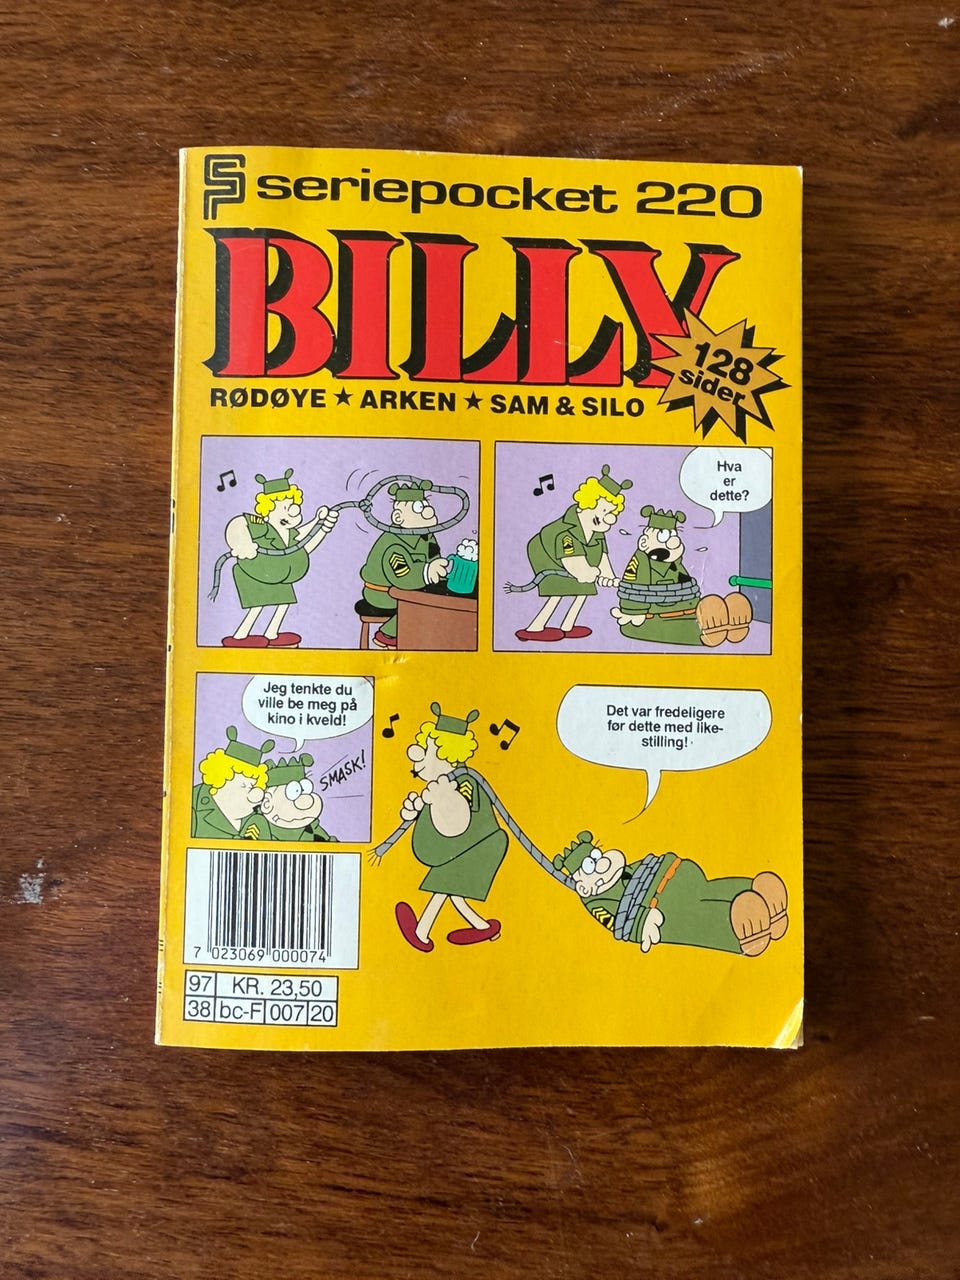 SP seriepocket 220
BILLY
128
sider
RØDØYE ★ ARKEN ★ SAM & SILO
Hva
er
dette?
Jeg tenkte du
ville be meg på
kino i kveld!
SMASK!
Det var fredeligere
før dette med like-
stilling!
7 023069 000074
97 KR. 23,50
38 bc-F 007 20